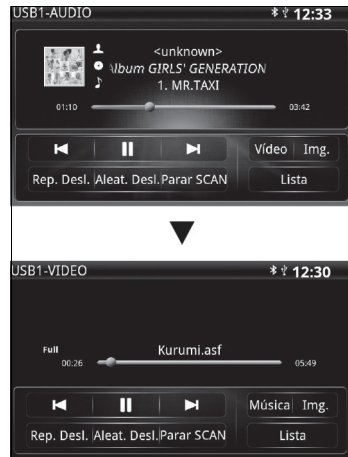 USB1-AUDIO 12:33
<unknown>
\lbum GIRLS' GENERATION
1. MR.TAXI
01:10 03:42
Vídeo Img.
Rep. Desl. Aleat. Desl. Parar SCAN Lista
USB1-VIDEO 12:30
Full Kurumi.asf
00:26 05:49
Música Img.
Rep. Desl. Aleat. Desl. Parar SCAN Lista